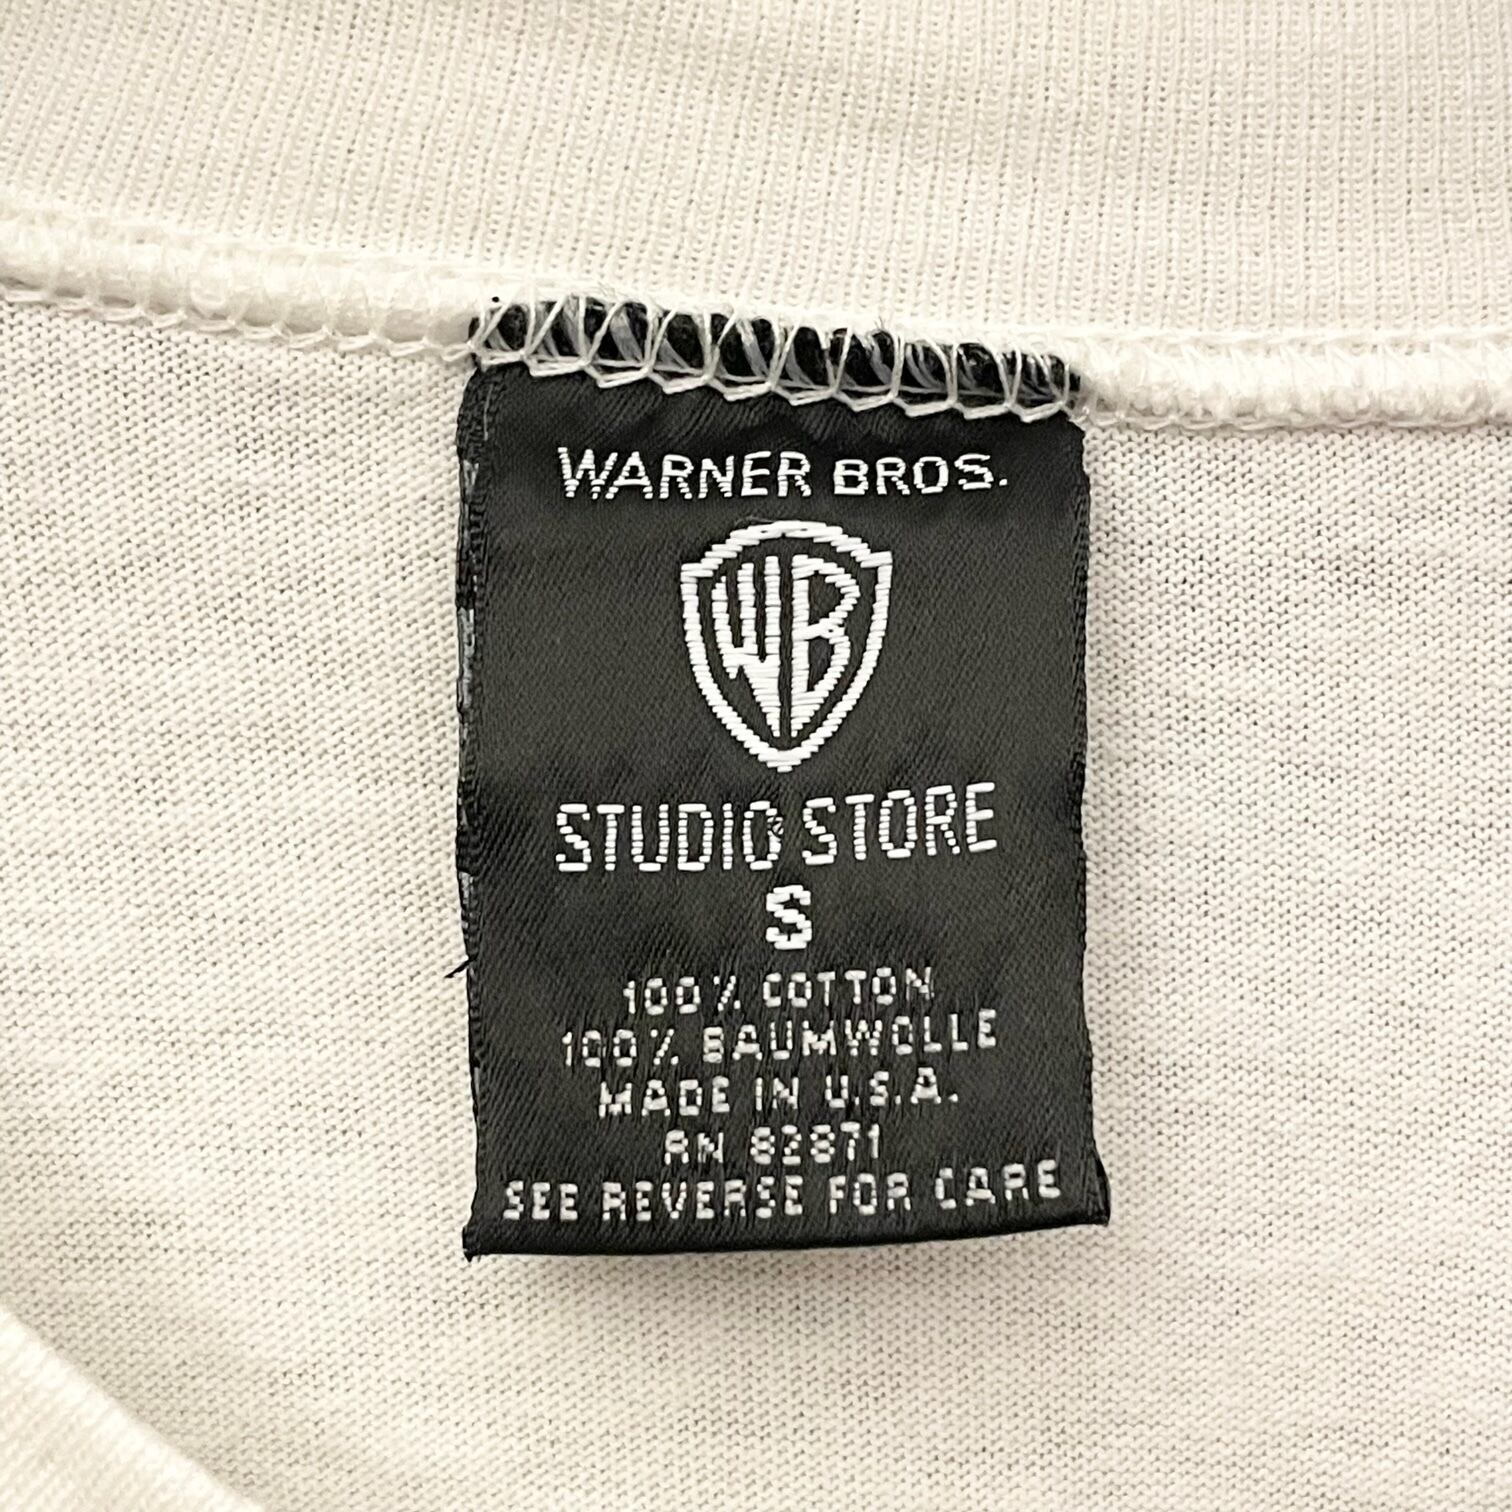 WARNER BROS.
WB
STUDIO STORE
S
100% COTTON
100% BAUMWOLLE
MADE IN U.S.A.
RN 82871
SEE REVERSE FOR CARE